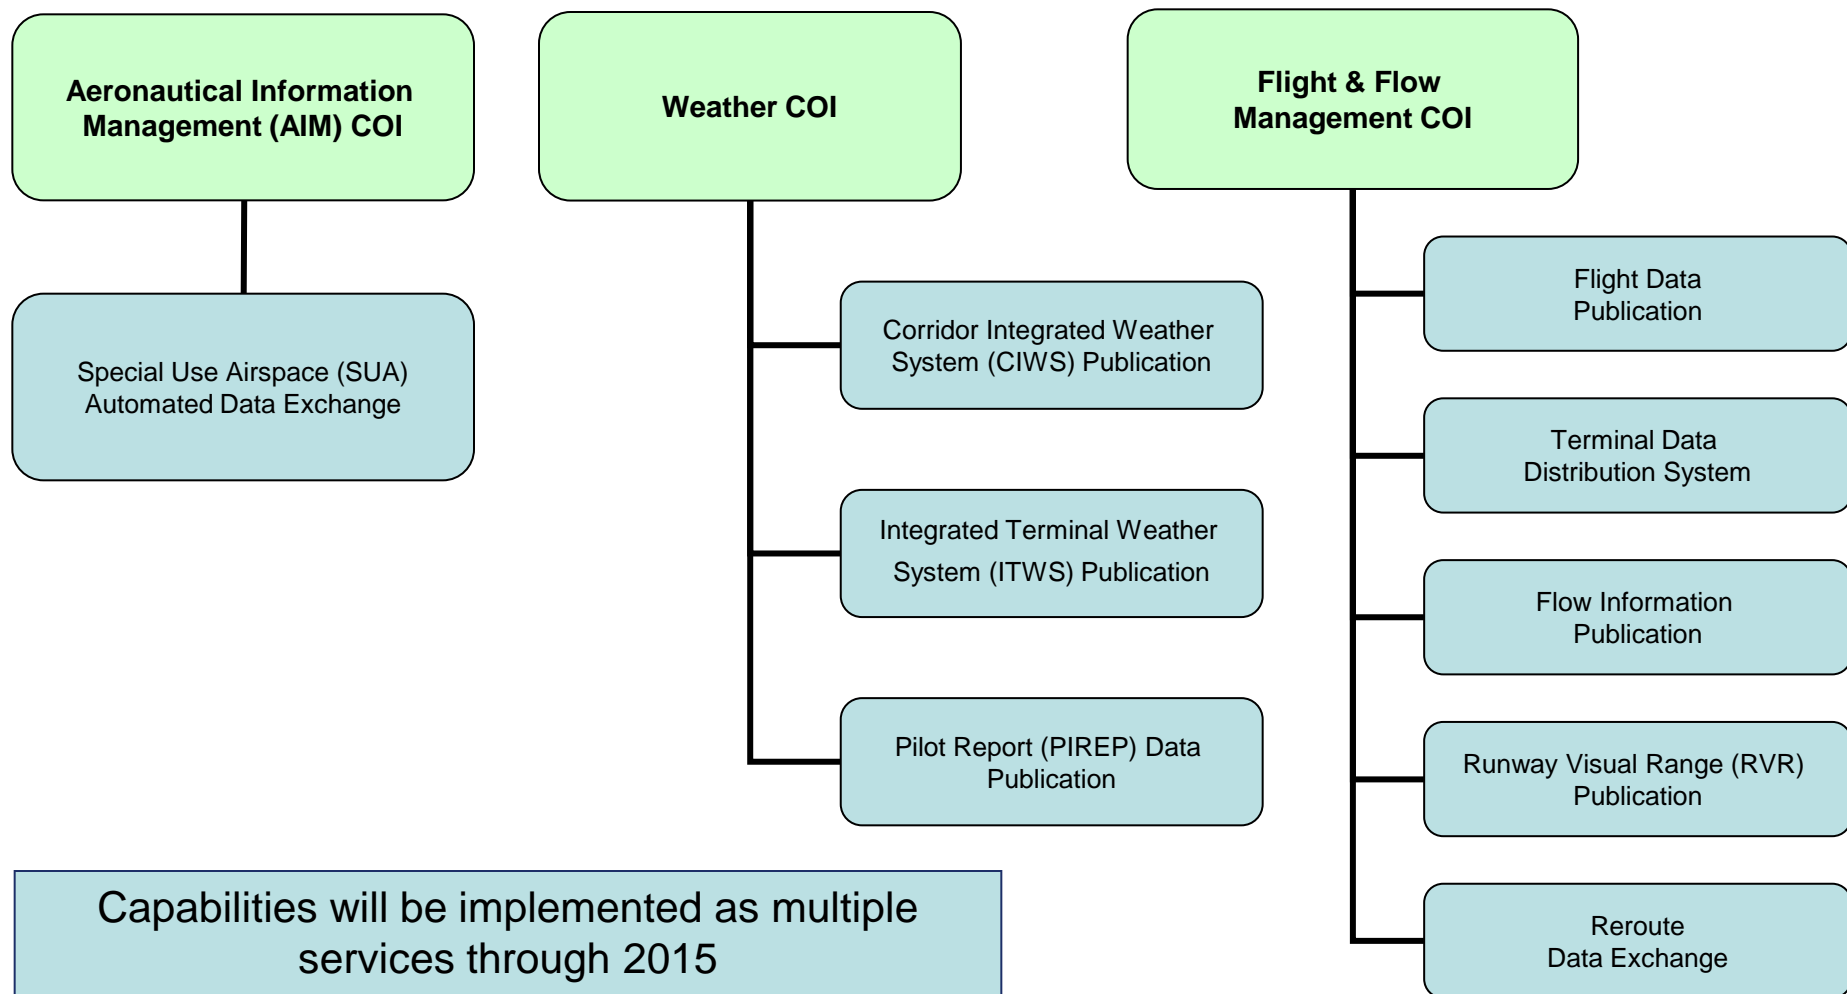 Aeronautical Information
Management (AIM) COI
Special Use Airspace (SUA)
Automated Data Exchange
Weather COI
Corridor Integrated Weather
System (CIWS) Publication
Integrated Terminal Weather
System (ITWS) Publication
Pilot Report (PIREP) Data
Publication
Flight & Flow
Management COI
Flight Data
Publication
Terminal Data
Distribution System
Flow Information
Publication
Runway Visual Range (RVR)
Publication
Reroute
Data Exchange
Capabilities will be implemented as multiple
services through 2015